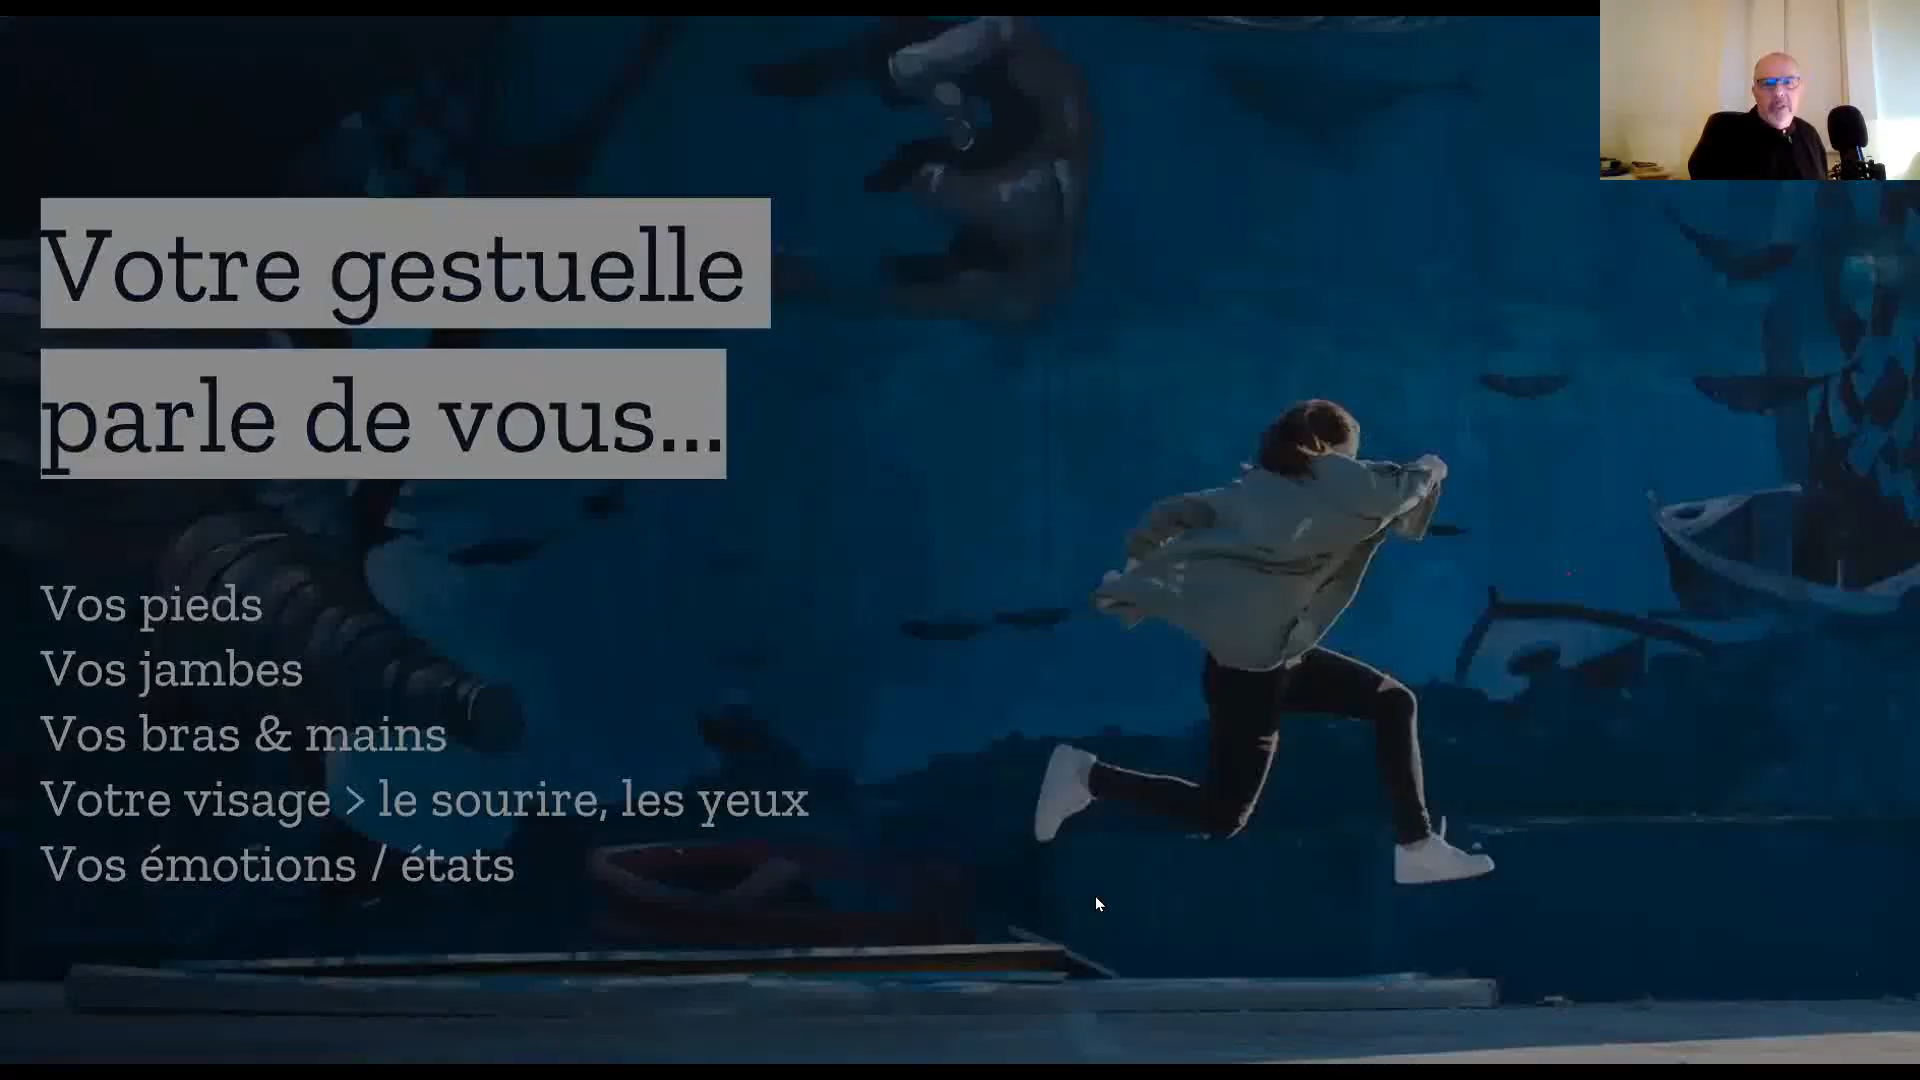 Votre gestuelle
parle de vous...
Vos pieds
Vos jambes
Vos bras & mains
Votre visage > le sourire, les yeux
Vos émotions / états